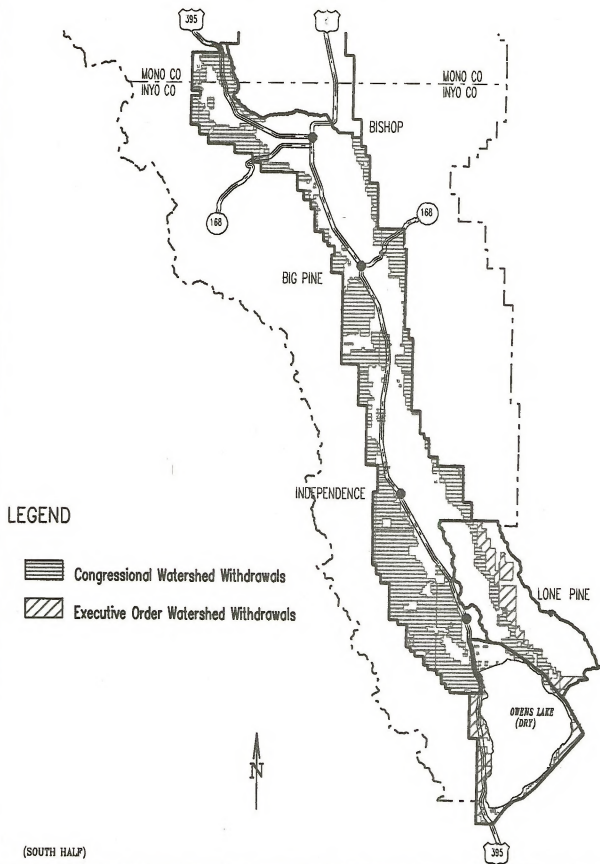 395
MONO CO
INYO CO
MONO CO
INYO CO
BISHOP
168
168
BIG PINE
INDEPENDENCE
LEGEND
Congressional Watershed Withdrawals
Executive Order Watershed Withdrawals
LONE PINE
OWENS LAKE
(DRY)
N
(SOUTH HALF)
395